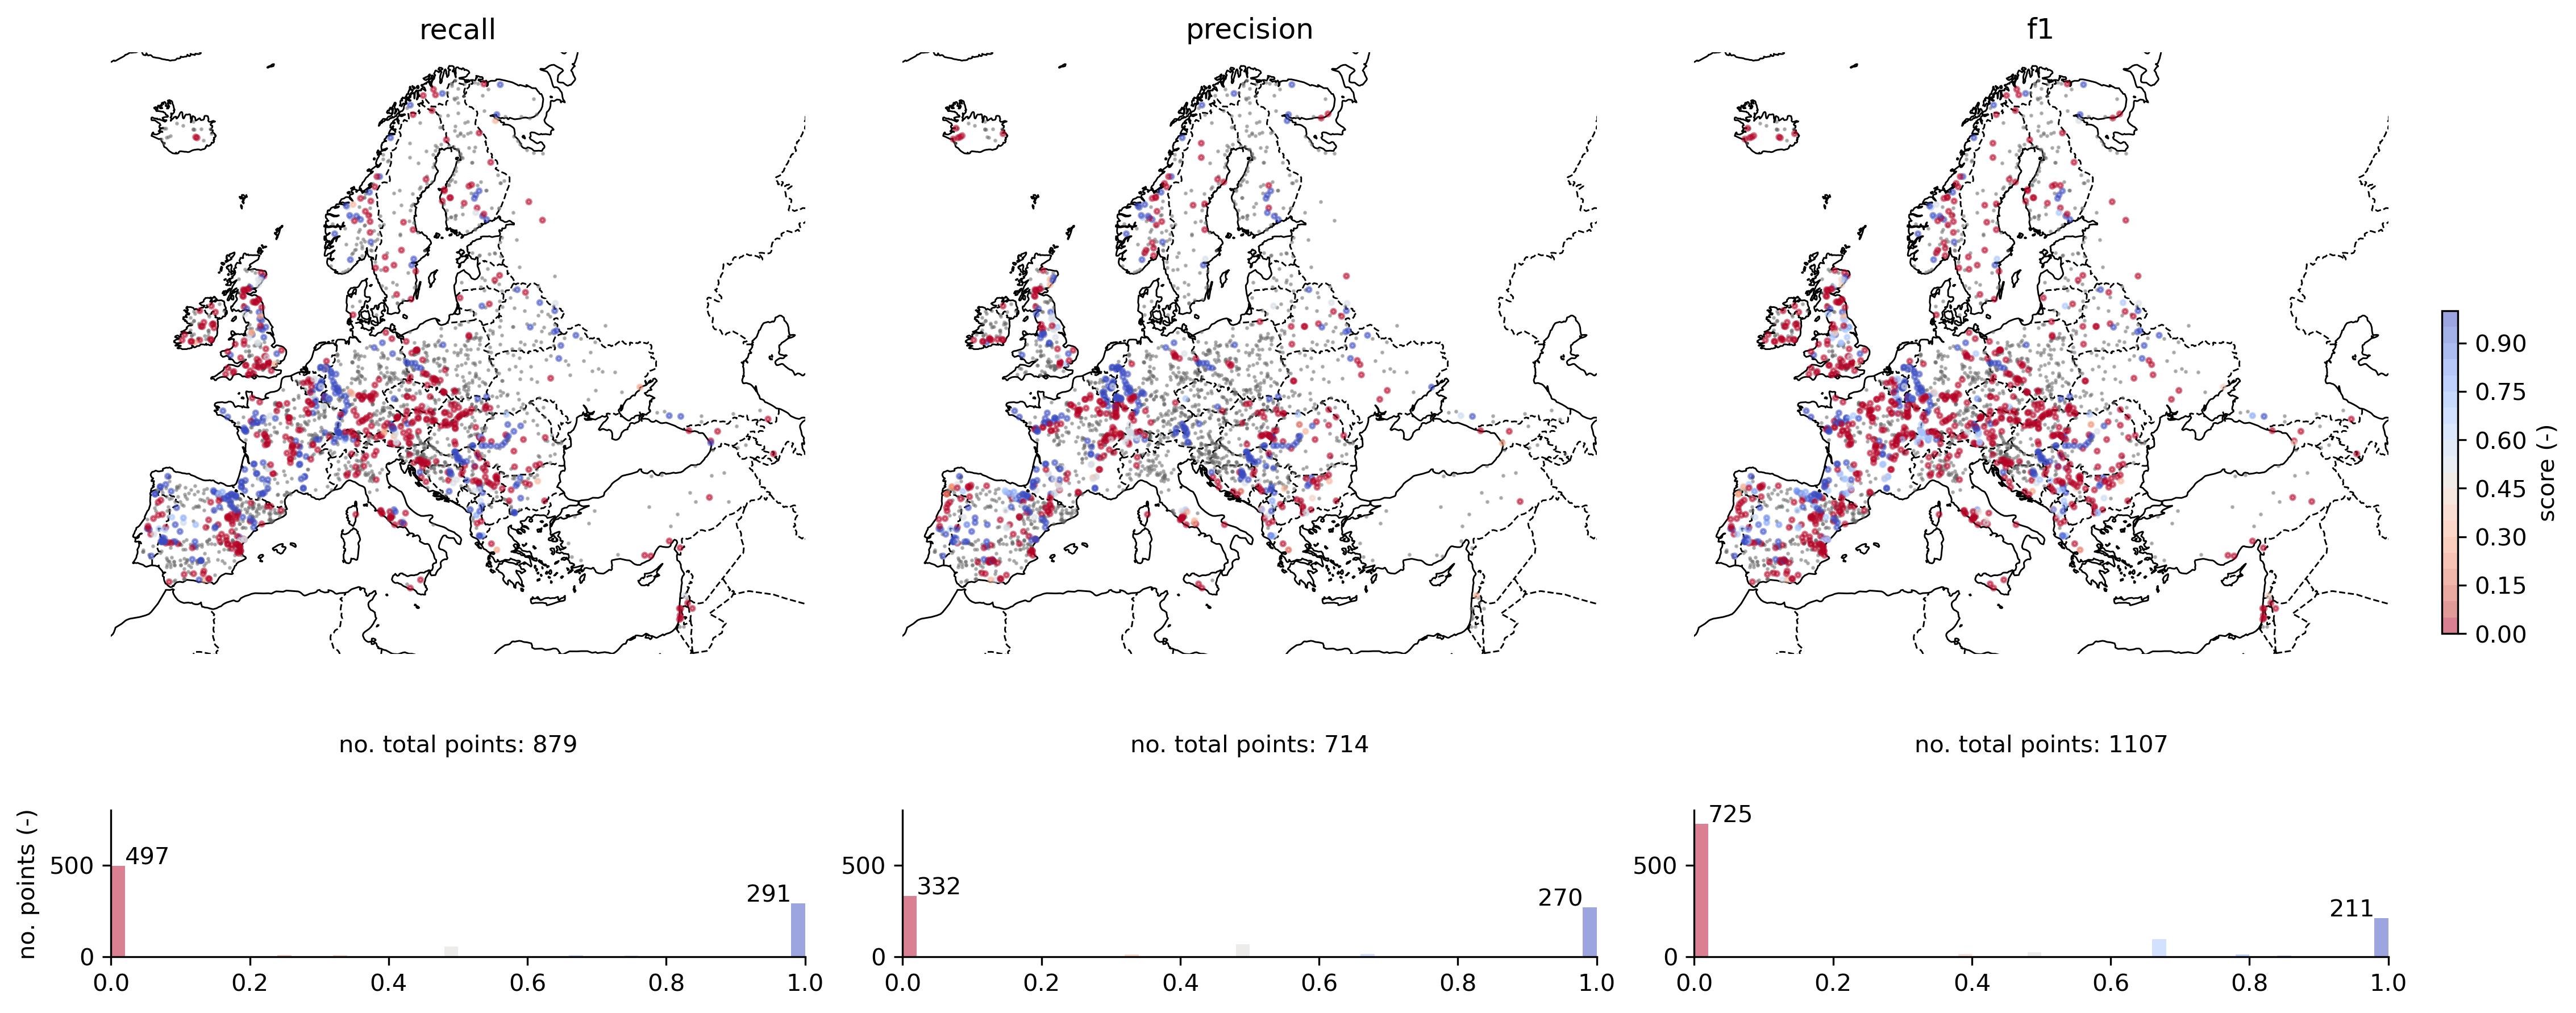 recall
precision
f1
0.90
0.75
0.60
0.45
0.30
0.15
0.00
score (-)
no. total points: 879
no. total points: 714
no. total points: 1107
no. points (-)
500
0
497
291
0.0 0.2 0.4 0.6 0.8 1.0
500
0
332
270
0.0 0.2 0.4 0.6 0.8 1.0
500
0
725
211
0.0 0.2 0.4 0.6 0.8 1.0